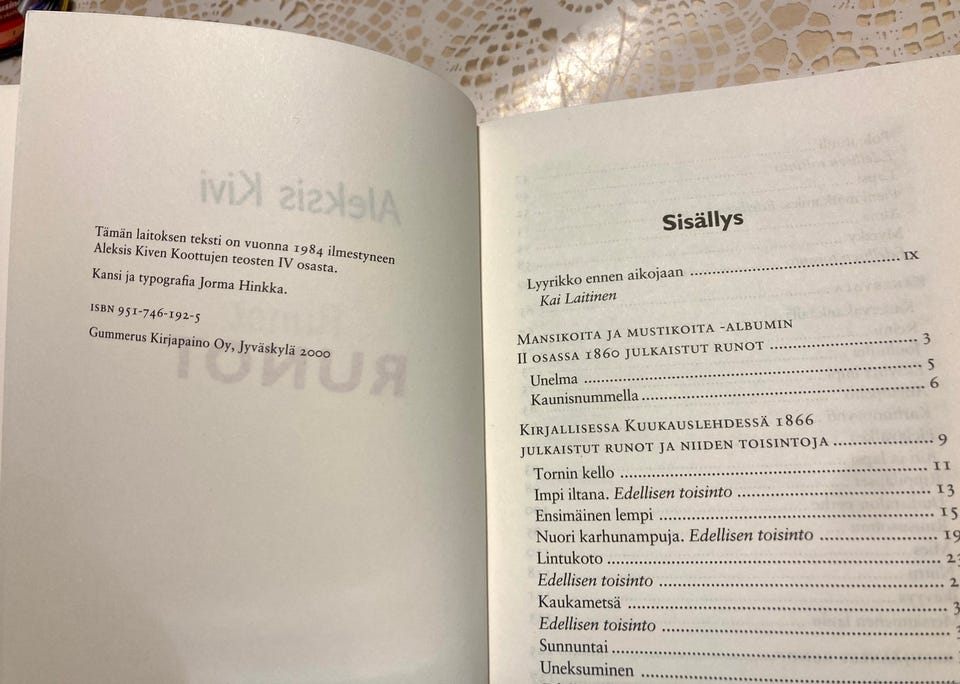 Aleksis Kivi
RUNOT
Tämän laitoksen teksti on vuonna 1984 ilmestyneen
Aleksis Kiven Koottujen teosten IV osasta.
Kansi ja typografia Jorma Hinkka.
ISBN 951-746-192-5
Gummerus Kirjapaino Oy, Jyväskylä 2000
Sisällys
Lyyrikko ennen aikojaan ........ IX
Kai Laitinen
MANSIKOITA JA MUSTIKOITA -ALBUMIN
II OSASSA 1860 JULKAISTUT RUNOT ........ 3
Unelma ........ 5
Kaunisnummella ........ 6
KIRJALLISESSA KUUKAUSLEHDESSÄ 1866
JULKAISTUT RUNOT JA NIIDEN TOISINTOJA ........ 9
Tornin kello ........ 11
Impi iltana. Edellisen toisinto ........ 13
Ensimäinen lempi ........ 15
Nuori karhunampuja. Edellisen toisinto ........ 19
Lintukoto ........
Edellisen toisinto ........
Kaukametsä ........
Edellisen toisinto ........
Sunnuntai ........
Uneksuminen ........